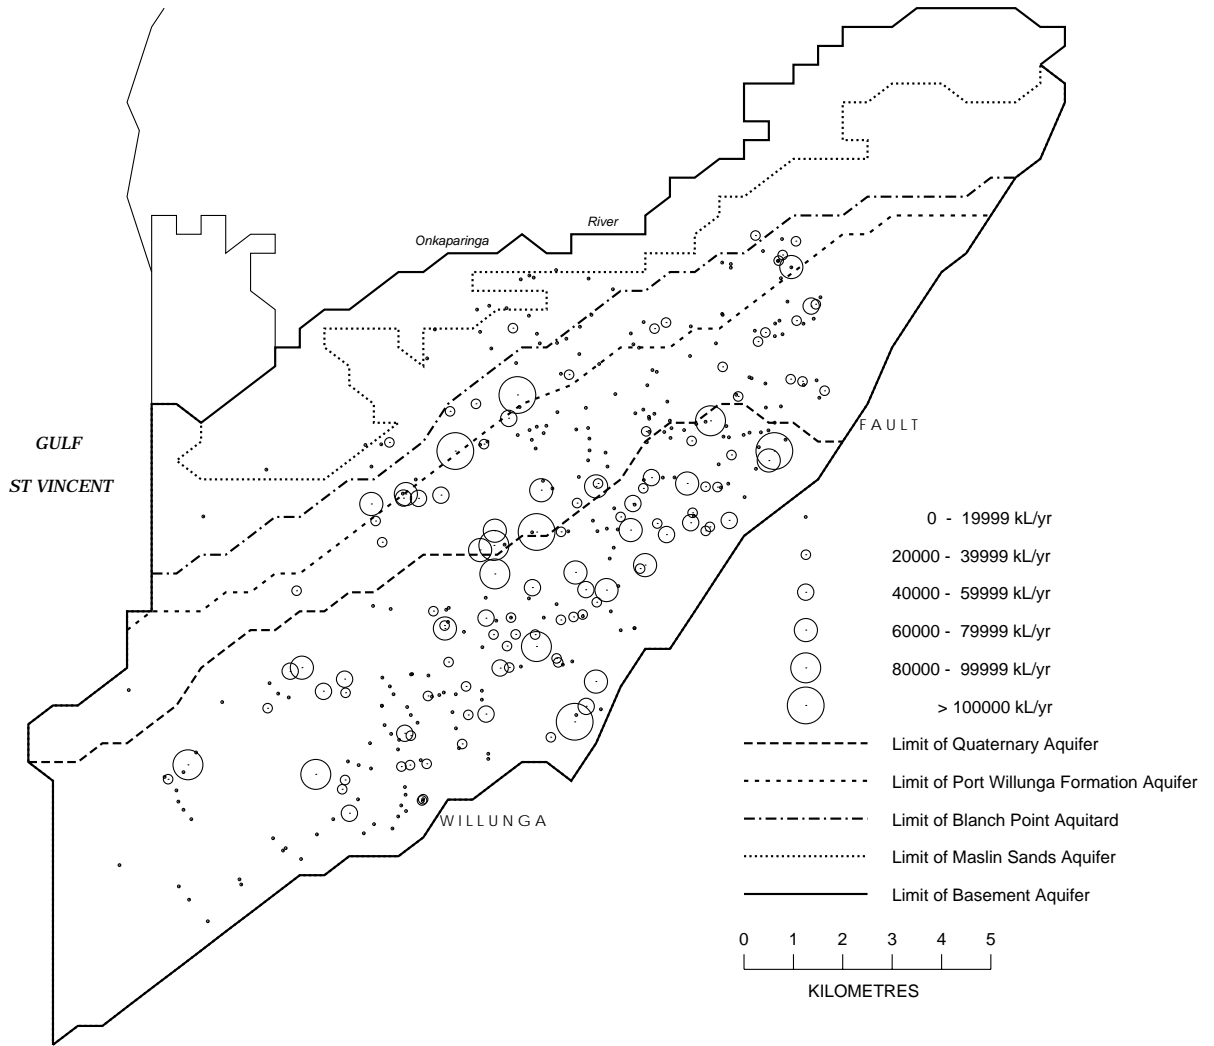 River
Onkaparinga
GULF
ST VINCENT
FAULT
WILLUNGA
0 - 19999 kL/yr
20000 - 39999 kL/yr
40000 - 59999 kL/yr
60000 - 79999 kL/yr
80000 - 99999 kL/yr
> 100000 kL/yr
Limit of Quaternary Aquifer
Limit of Port Willunga Formation Aquifer
Limit of Blanch Point Aquitard
Limit of Maslin Sands Aquifer
Limit of Basement Aquifer
0 1 2 3 4 5
KILOMETRES